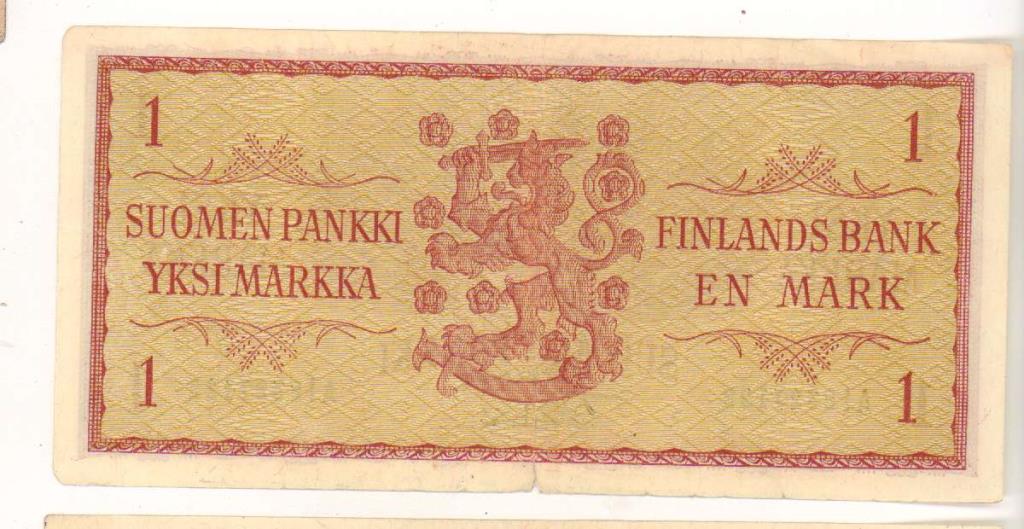 1
1
SUOMEN PANKKI
YKSI MARKKA
FINLANDS BANK
EN MARK
1
1